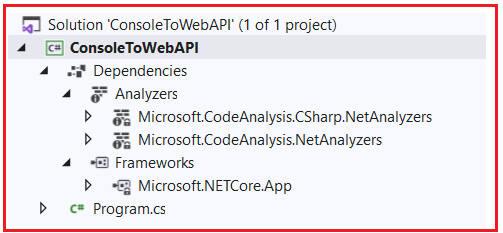 Solution 'ConsoleToWebAPI' (1 of 1 project)
C# ConsoleToWebAPI
Dependencies
Analyzers
Microsoft.CodeAnalysis.CSharp.NetAnalyzers
Microsoft.CodeAnalysis.NetAnalyzers
Frameworks
Microsoft.NETCore.App
C# Program.cs